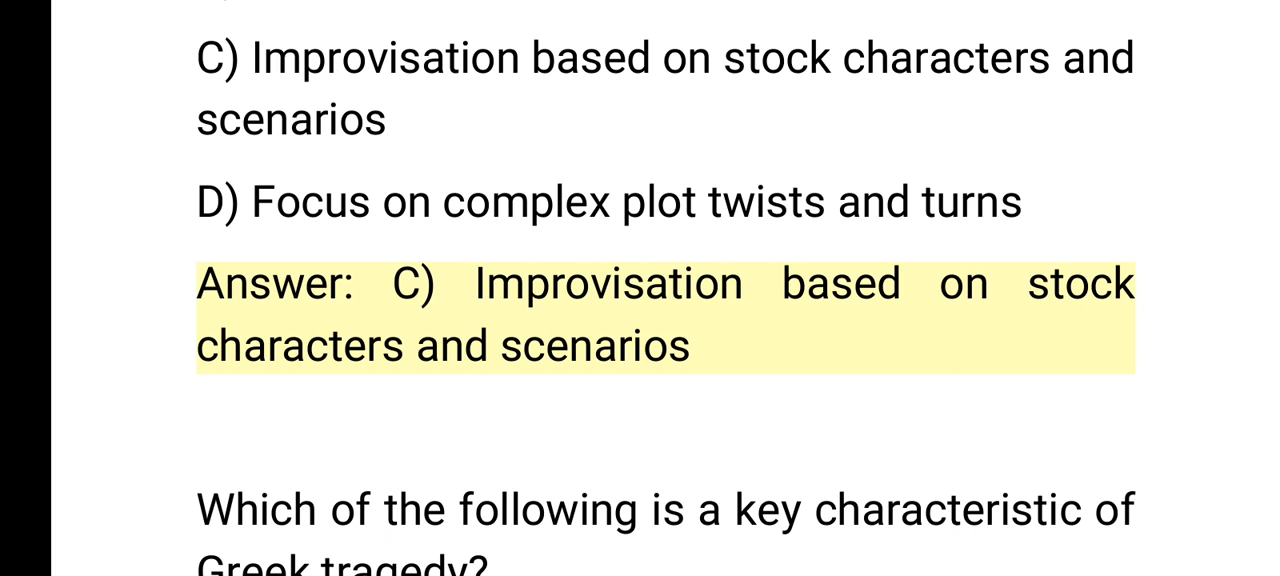 C) Improvisation based on stock characters and
scenarios
D) Focus on complex plot twists and turns
Answer: C) Improvisation based on stock
characters and scenarios
Which of the following is a key characteristic of
Greek tragedy?